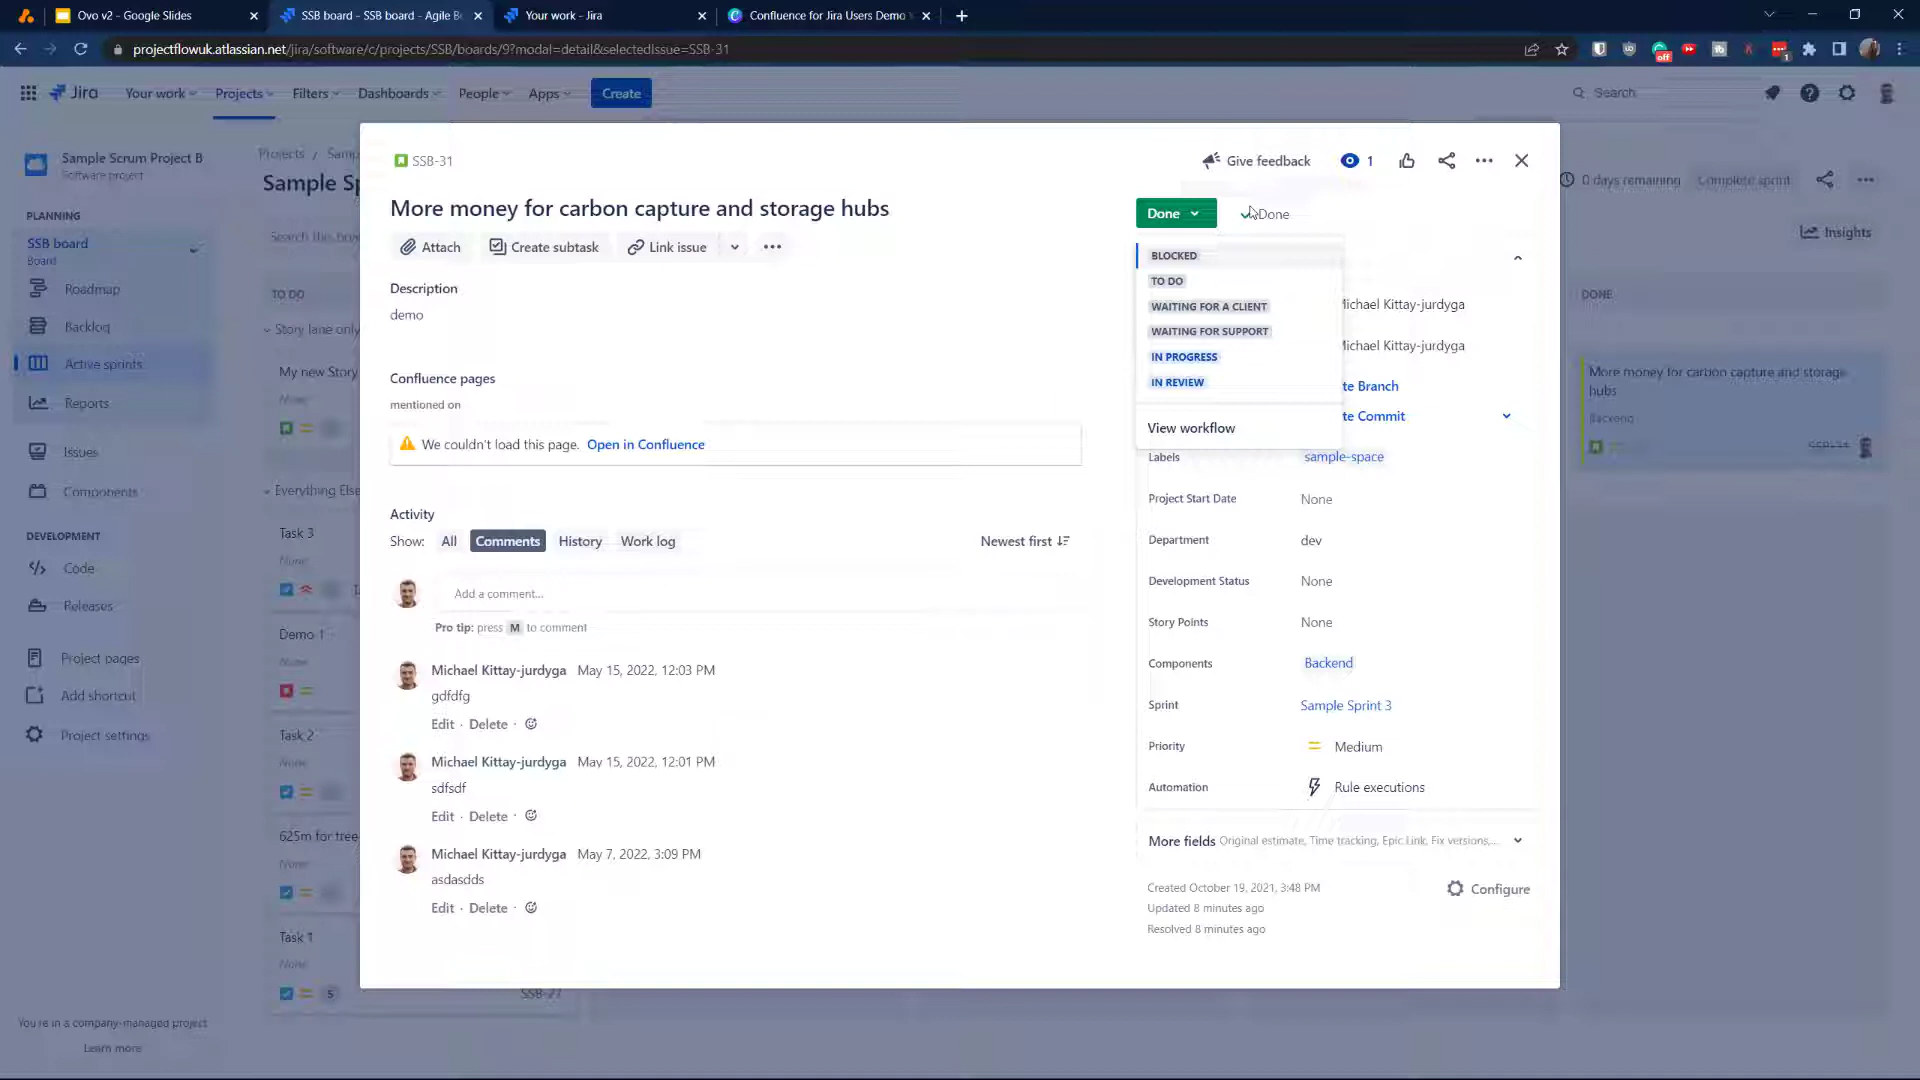 Ovo v2 - Google Slides
SSB board - SSB board - Agile B
Your work - Jira
Confluence for Jira Users Demo
projectflowuk.atlassian.net/jira/software/c/projects/SSB/boards/9?modal=detail&selectedIssue=SSB-31
off
1
Jira
Your work
Projects
Filters
Dashboards
People
Apps
Create
Search
Sample Scrum Project B
Software project
PLANNING
SSB board
Board
Roadmap
Backlog
Active sprints
Reports
Issues
Components
DEVELOPMENT
Code
Releases
Project pages
Add shortcut
Project settings
You're in a company-managed project
Learn more
Projects / Samp
Sample Sp
Search this boa
TO DO
Story lane only
My new Story
None
Everything Else
Task 3
None
Demo 1
None
Task 2
None
625m for tree
None
Task 1
None
5
SSB-27
SSB-31
Give feedback
1
More money for carbon capture and storage hubs
Attach
Create subtask
Link issue
Description
demo
Confluence pages
mentioned on
We couldn't load this page. Open in Confluence
Activity
Show:
All
Comments
History
Work log
Newest first
Add a comment...
Pro tip: press M to comment
Michael Kittay-jurdyga May 15, 2022, 12:03 PM
gdfdfg
Edit · Delete ·
Michael Kittay-jurdyga May 15, 2022, 12:01 PM
sdfsdf
Edit · Delete ·
Michael Kittay-jurdyga May 7, 2022, 3:09 PM
asdasdds
Edit · Delete ·
Done
Done
BLOCKED
TO DO
WAITING FOR A CLIENT
WAITING FOR SUPPORT
IN PROGRESS
IN REVIEW
View workflow
Michael Kittay-jurdyga
Michael Kittay-jurdyga
te Branch
te Commit
Labels
sample-space
Project Start Date
None
Department
dev
Development Status
None
Story Points
None
Components
Backend
Sprint
Sample Sprint 3
Priority
Medium
Automation
Rule executions
More fields Original estimate, Time tracking, Epic Link, Fix versions,...
Created October 19, 2021, 3:48 PM
Updated 8 minutes ago
Resolved 8 minutes ago
Configure
0 days remaining
Complete sprint
Insights
DONE
More money for carbon capture and storage
hubs
Backend
SSB-31